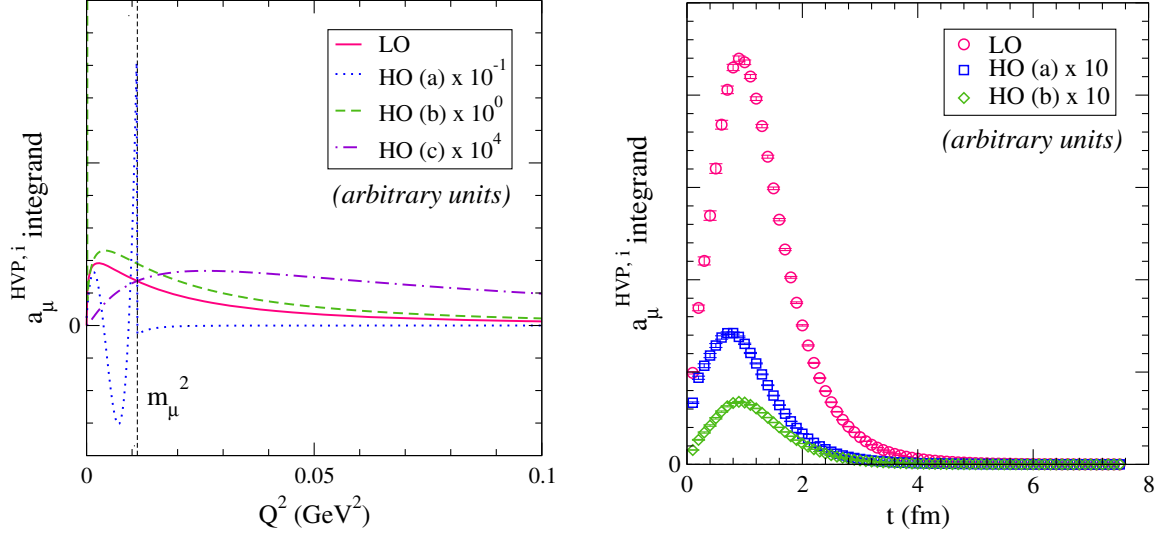 LO
HO (a) x 10^-1
HO (b) x 10^0
HO (c) x 10^4
(arbitrary units)
a_μ^HVP, i integrand
0
m_μ^2
0
0.05
0.1
Q^2 (GeV^2)
LO
HO (a) x 10
HO (b) x 10
(arbitrary units)
a_μ^HVP, i integrand
0
0
2
4
6
8
t (fm)